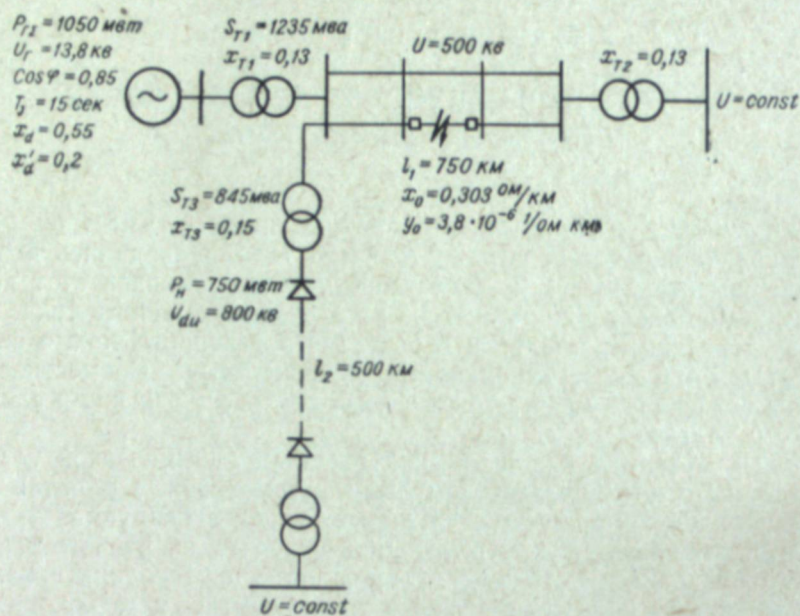 P_Г1 = 1050 мвт
U_Г = 13,8 кв
Cos φ = 0,85
T_j = 15 сек
x_d = 0,55
x'_d = 0,2
S_T1 = 1235 мва
x_T1 = 0,13
U = 500 кв
x_T2 = 0,13
U = const
l_1 = 750 км
x_0 = 0,303 ом/км
y_0 = 3,8·10⁻⁶ 1/ом км
S_T3 = 845 мва
x_T3 = 0,15
P_н = 750 мвт
U_du = 800 кв
l_2 = 500 км
U = const